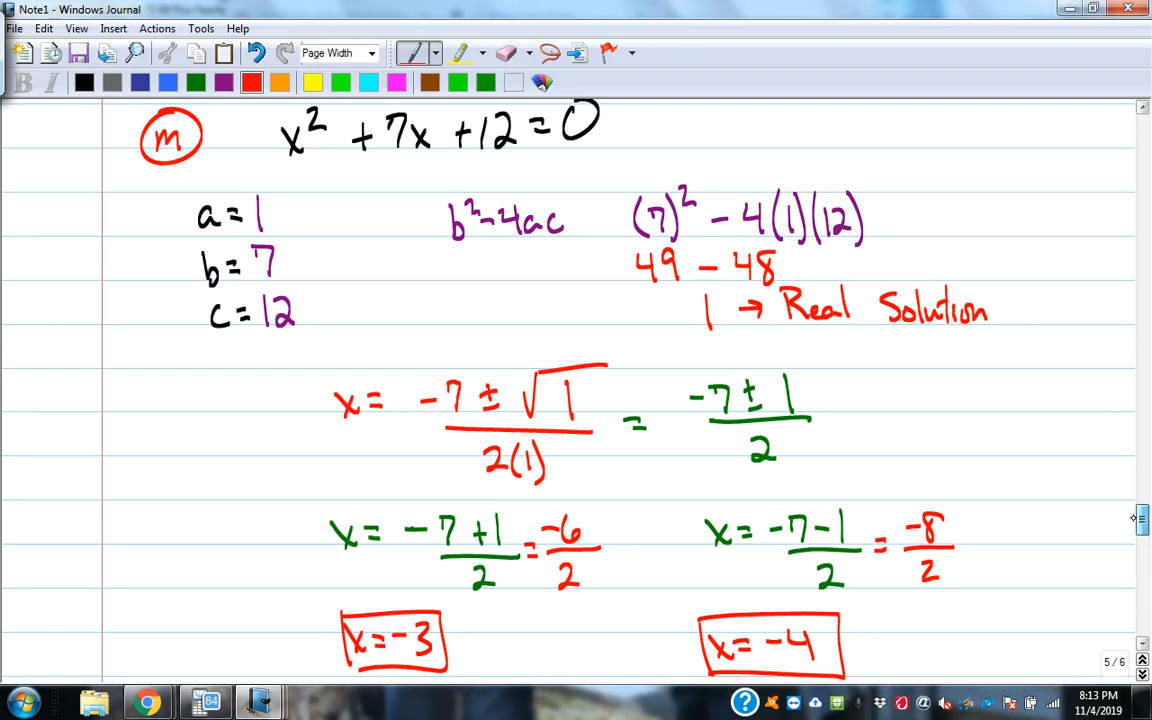 Note1 - Windows Journal
File Edit View Insert Actions Tools Help
Page Width
B I
m x² + 7x + 12 = 0
a = 1 b² - 4ac (7)² - 4(1)(12)
b = 7 49 - 48
c = 12 1 → Real Solution
x = -7 ± √1 / 2(1) = -7 ± 1 / 2
x = -7 + 1 / 2 = -6 / 2 x = -7 - 1 / 2 = -8 / 2
x = -3 x = -4
5 / 6
84
8:13 PM
11/4/2019